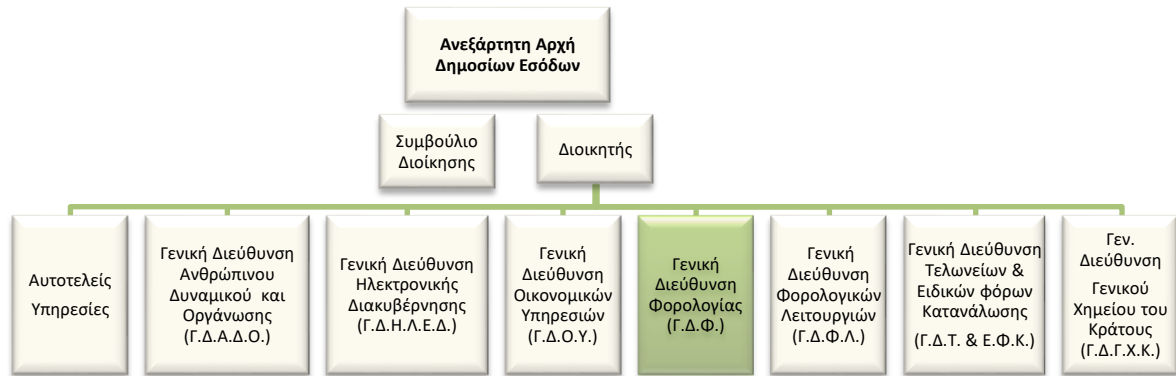 Ανεξάρτητη Αρχή
Δημοσίων Εσόδων
Συμβούλιο
Διοίκησης
Διοικητής
Αυτοτελείς
Υπηρεσίες
Γενική Διεύθυνση
Ανθρώπινου
Δυναμικού και
Οργάνωσης
(Γ.Δ.Α.Δ.Ο.)
Γενική Διεύθυνση
Ηλεκτρονικής
Διακυβέρνησης
(Γ.Δ.Η.Λ.Ε.Δ.)
Γενική
Διεύθυνση
Οικονομικών
Υπηρεσιών
(Γ.Δ.Ο.Υ.)
Γενική
Διεύθυνση
Φορολογίας
(Γ.Δ.Φ.)
Γενική
Διεύθυνση
Φορολογικών
Λειτουργιών
(Γ.Δ.Φ.Λ.)
Γενική Διεύθυνση
Τελωνείων &
Ειδικών φόρων
Κατανάλωσης
(Γ.Δ.Τ. & Ε.Φ.Κ.)
Γεν.
Διεύθυνση
Γενικού
Χημείου του
Κράτους
(Γ.Δ.Γ.Χ.Κ.)